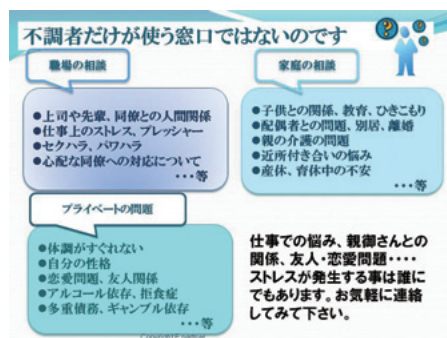 不調者だけが使う窓口ではないのです
職場の相談
●上司や先輩、同僚との人間関係
●仕事上のストレス、プレッシャー
●セクハラ、パワハラ
●心配な同僚への対応について
・・・等
家庭の相談
●子供との関係、教育、ひきこもり
●配偶者との問題、別居、離婚
●親の介護の問題
●近所付き合いの悩み
●産休、育休中の不安
・・・等
プライベートの問題
●体調がすぐれない
●自分の性格
●恋愛問題、友人関係
●アルコール依存、拒食症
●多重債務、ギャンブル依存
・・・等
仕事での悩み、親御さんとの
関係、友人・恋愛問題・・・・
ストレスが発生する事は誰に
でもあります。お気軽に連絡
してみて下さい。